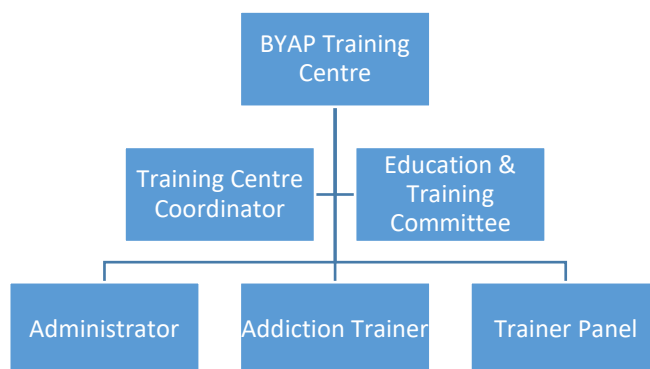 BYAP Training
Centre
Training Centre
Coordinator
Education &
Training
Committee
Administrator
Addiction Trainer
Trainer Panel